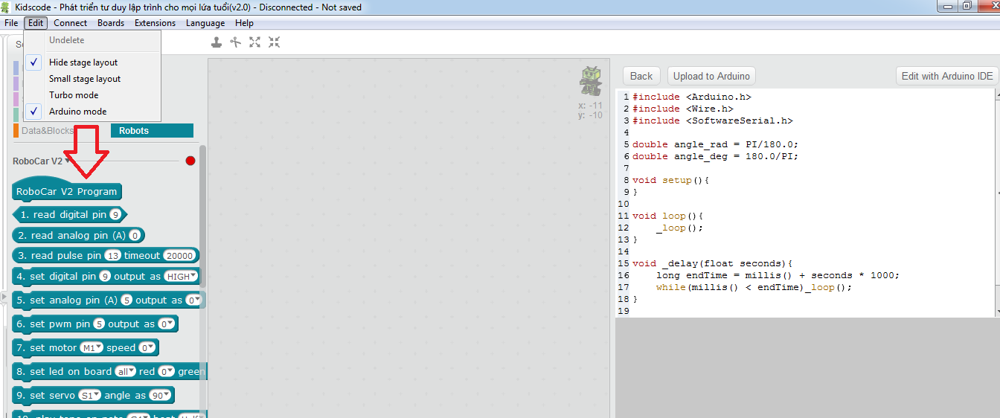 Kidscode - Phát triển tư duy lập trình cho mọi lứa tuổi(v2.0) - Disconnected - Not saved
File Edit Connect Boards Extensions Language Help
Undelete
Hide stage layout
Small stage layout
Turbo mode
Arduino mode
Data&Blocks
Robots
RoboCar V2
RoboCar V2 Program
1. read digital pin 9
2. read analog pin (A) 0
3. read pulse pin 13 timeout 20000
4. set digital pin 9 output as HIGH
5. set analog pin (A) 5 output as 0
6. set pwm pin 5 output as 0
7. set motor M1 speed 0
8. set led on board all red 0 green
9. set servo S1 angle as 90
x: -11
y: -10
Back Upload to Arduino Edit with Arduino IDE
1 #include <Arduino.h>
2 #include <Wire.h>
3 #include <SoftwareSerial.h>
4
5 double angle_rad = PI/180.0;
6 double angle_deg = 180.0/PI;
7
8 void setup(){
9 }
10
11 void loop(){
12 _loop();
13 }
14
15 void _delay(float seconds){
16 long endTime = millis() + seconds * 1000;
17 while(millis() < endTime)_loop();
18 }
19